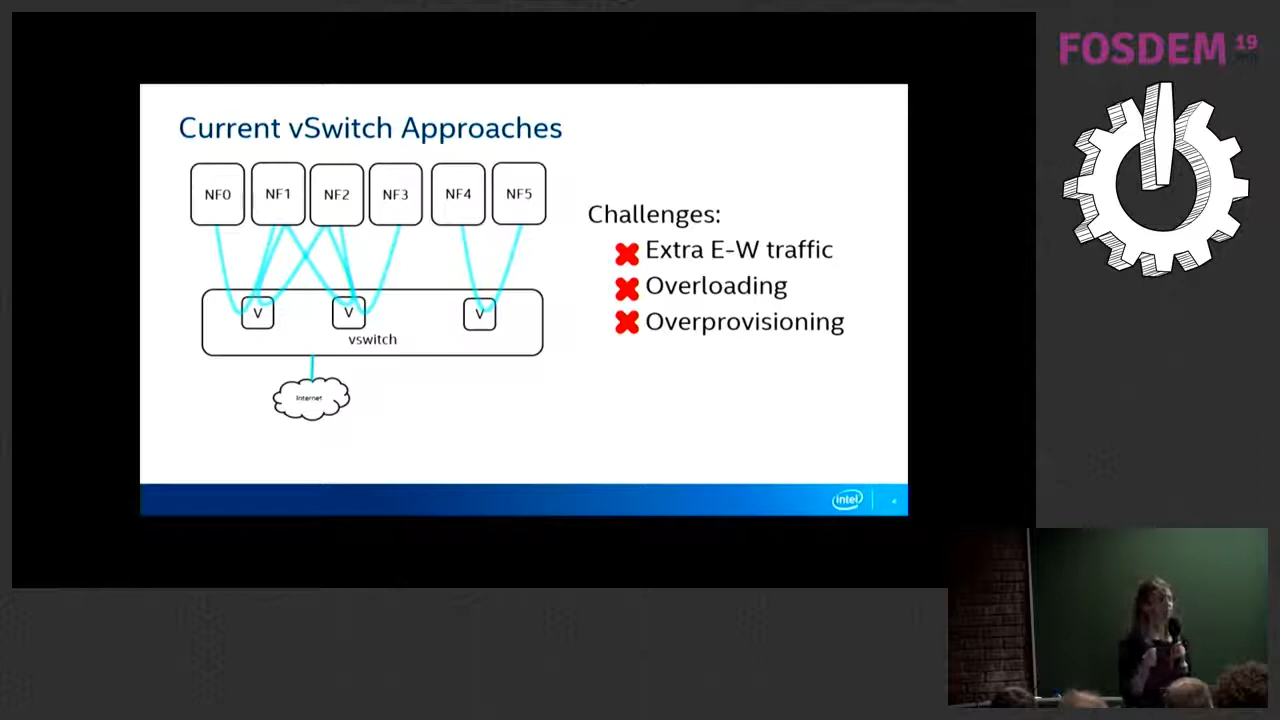 FOSDEM 19
Current vSwitch Approaches
NF0 NF1 NF2 NF3 NF4 NF5
Challenges:
Extra E-W traffic
Overloading
Overprovisioning
V V V
vswitch
Internet
intel